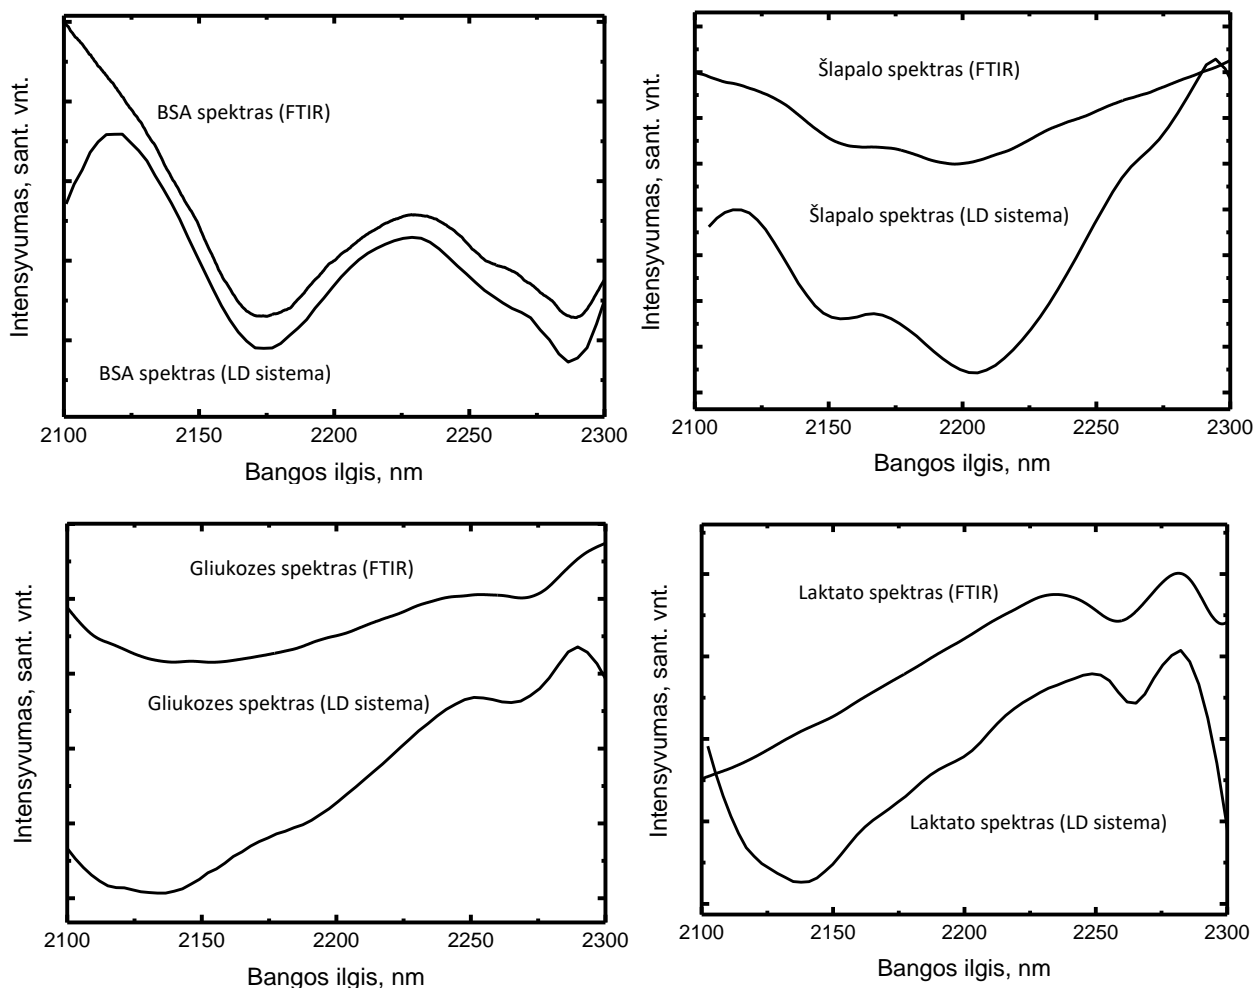 BSA spektras (FTIR)
BSA spektras (LD sistema)
Intensyvumas, sant. vnt.
2100 2150 2200 2250 2300
Bangos ilgis, nm
Šlapalo spektras (FTIR)
Šlapalo spektras (LD sistema)
Intensyvumas, sant. vnt.
2100 2150 2200 2250 2300
Bangos ilgis, nm
Gliukozes spektras (FTIR)
Gliukozes spektras (LD sistema)
Intensyvumas, sant. vnt.
2100 2150 2200 2250 2300
Bangos ilgis, nm
Laktato spektras (FTIR)
Laktato spektras (LD sistema)
Intensyvumas, sant. vnt.
2100 2150 2200 2250 2300
Bangos ilgis, nm